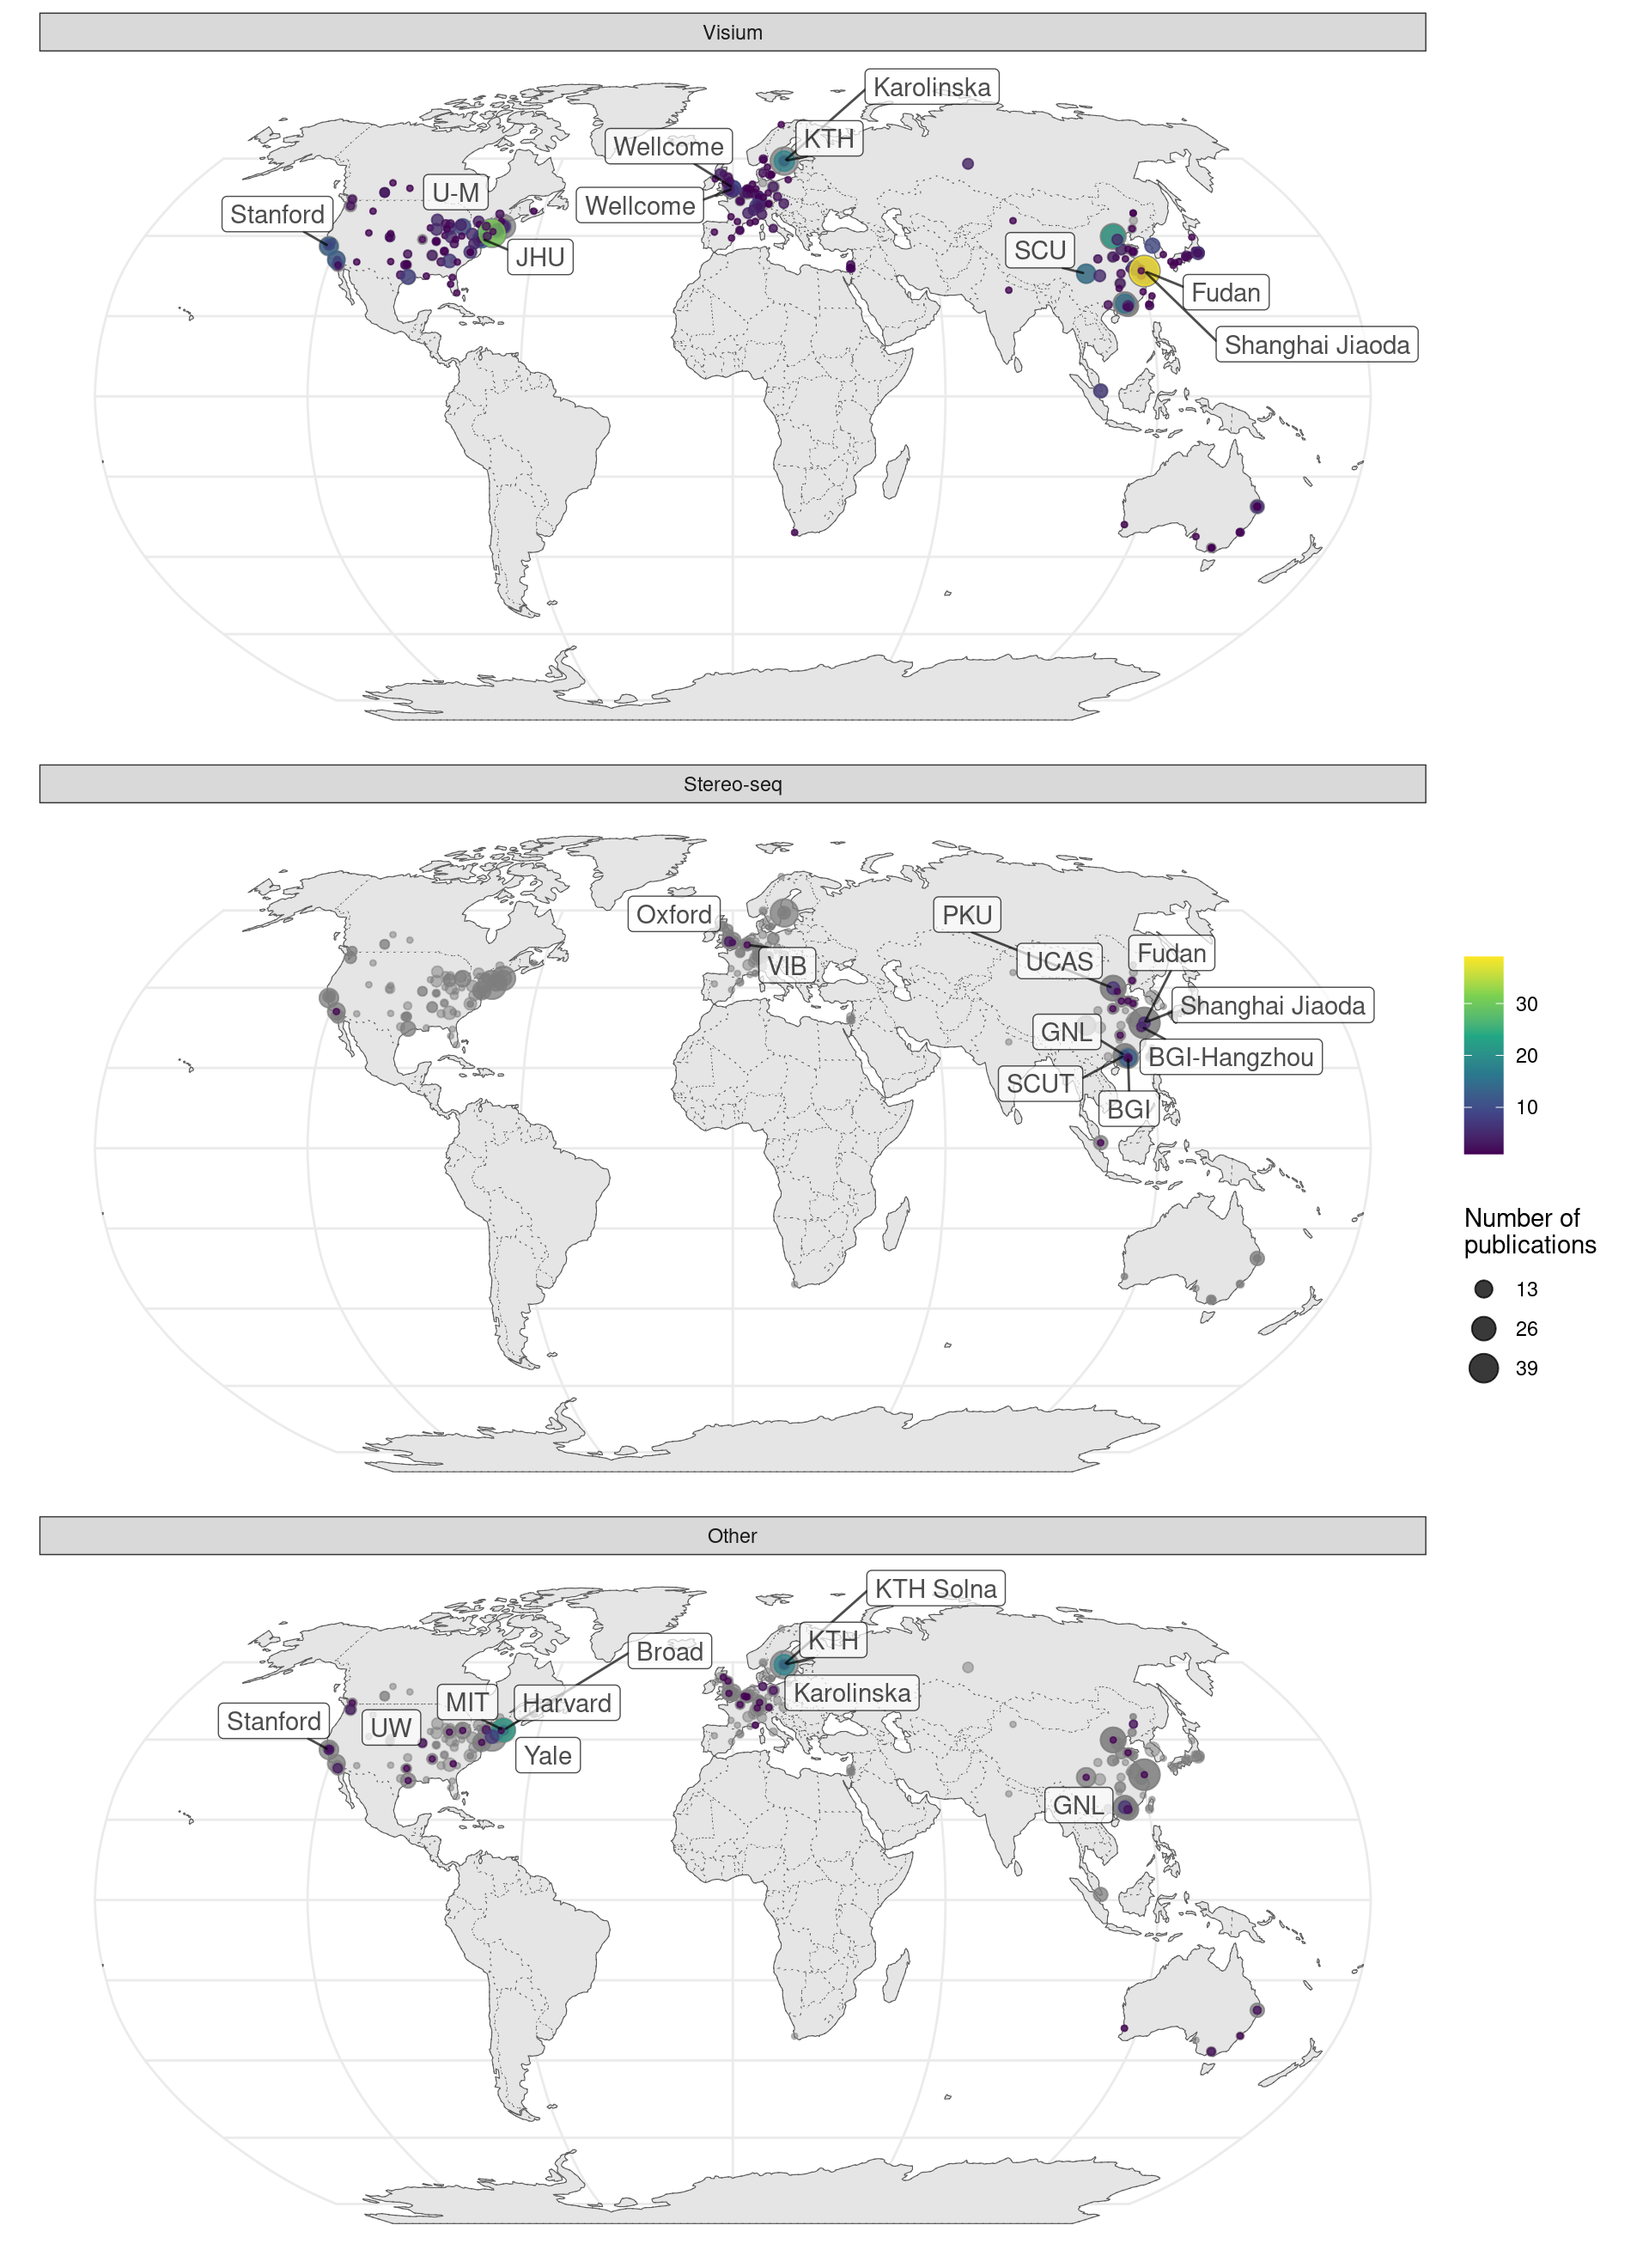 Visium
Karolinska
KTH
Wellcome
U-M
Wellcome
Stanford
JHU
SCU
Fudan
Shanghai Jiaoda
Stereo-seq
Oxford
PKU
VIB
UCAS
Fudan
Shanghai Jiaoda
GNL
BGI-Hangzhou
SCUT
BGI
30
20
10
Number of
publications
13
26
39
Other
KTH Solna
KTH
Broad
Karolinska
MIT
Harvard
Stanford
UW
Yale
GNL